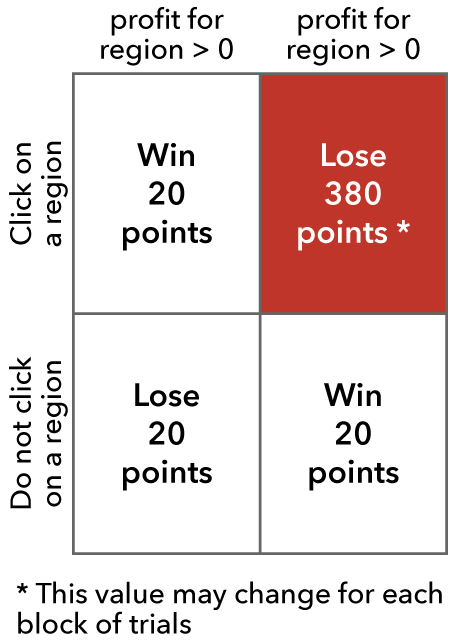 profit for
region > 0
profit for
region > 0
Click on
a region
Win
20
points
Lose
380
points *
Do not click
on a region
Lose
20
points
Win
20
points
* This value may change for each
block of trials